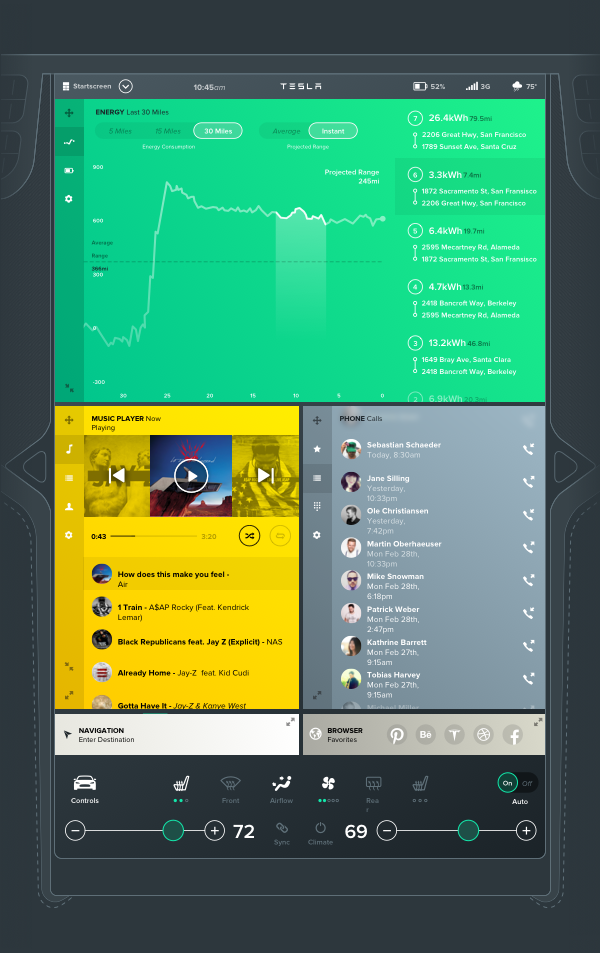 Startscreen
10:45am
TESLA
52%
3G
75°
ENERGY Last 30 Miles
5 Miles
15 Miles
30 Miles
Average
Instant
Energy Consumption
Projected Range
Projected Range
245mi
900
600
Average
Range
395mi
300
0
-300
30
25
20
15
10
5
0
7
26.4kWh 79.5mi
2206 Great Hwy, San Francisco
1789 Sunset Ave, Santa Cruz
6
3.3kWh 7.4mi
1872 Sacramento St, San Fransisco
2206 Great Hwy, San Francisco
5
6.4kWh 19.7mi
2595 Mecartney Rd, Alameda
1872 Sacramento St, San Fransisco
4
4.7kWh 13.3mi
2418 Bancroft Way, Berkeley
2595 Mecartney Rd, Alameda
3
13.2kWh 46.8mi
1649 Bray Ave, Santa Clara
2418 Bancroft Way, Berkeley
2
6.9kWh 20.3mi
MUSIC PLAYER Now
Playing
0:43
3:20
How does this make you feel -
Air
1 Train - A$AP Rocky (Feat. Kendrick
Lemar)
Black Republicans feat. Jay Z (Explicit) - NAS
Already Home - Jay-Z feat. Kid Cudi
Gotta Have It - Jay-Z & Kanye West
PHONE Calls
Sebastian Schaeder
Today, 8.30am
Jane Silling
Yesterday,
10:33pm
Ole Christiansen
Yesterday,
7:42pm
Martin Oberhaeuser
Mon Feb 28th,
10:33pm
Mike Snowman
Mon Feb 28th,
6:18pm
Patrick Weber
Mon Feb 28th,
2:47pm
Kathrine Barrett
Mon Feb 27th,
9:15am
Tobias Harvey
Mon Feb 27th,
9:15am
Michael Miller
NAVIGATION
Enter Destination
BROWSER
Favorites
Bē
Controls
Front
Airflow
Rea
r
On
Off
Auto
72
Sync
Climate
69